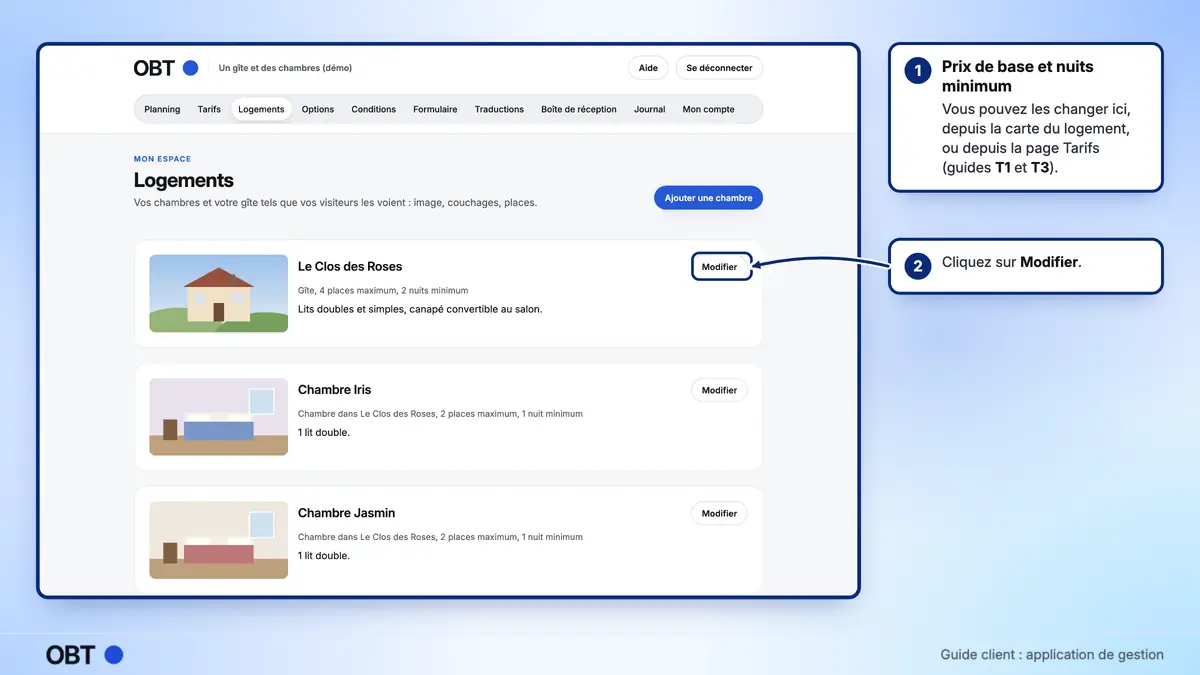 OBT
Un gîte et des chambres (démo)
Aide
Se déconnecter
Planning
Tarifs
Logements
Options
Conditions
Formulaire
Traductions
Boîte de réception
Journal
Mon compte
MON ESPACE
Logements
Vos chambres et votre gîte tels que vos visiteurs les voient : image, couchages, places.
Ajouter une chambre
Le Clos des Roses
Gîte, 4 places maximum, 2 nuits minimum
Lits doubles et simples, canapé convertible au salon.
Modifier
Chambre Iris
Chambre dans Le Clos des Roses, 2 places maximum, 1 nuit minimum
1 lit double.
Modifier
Chambre Jasmin
Chambre dans Le Clos des Roses, 2 places maximum, 1 nuit minimum
1 lit double.
Modifier
1
Prix de base et nuits
minimum
Vous pouvez les changer ici,
depuis la carte du logement,
ou depuis la page Tarifs
(guides T1 et T3).
2
Cliquez sur Modifier.
OBT
Guide client : application de gestion